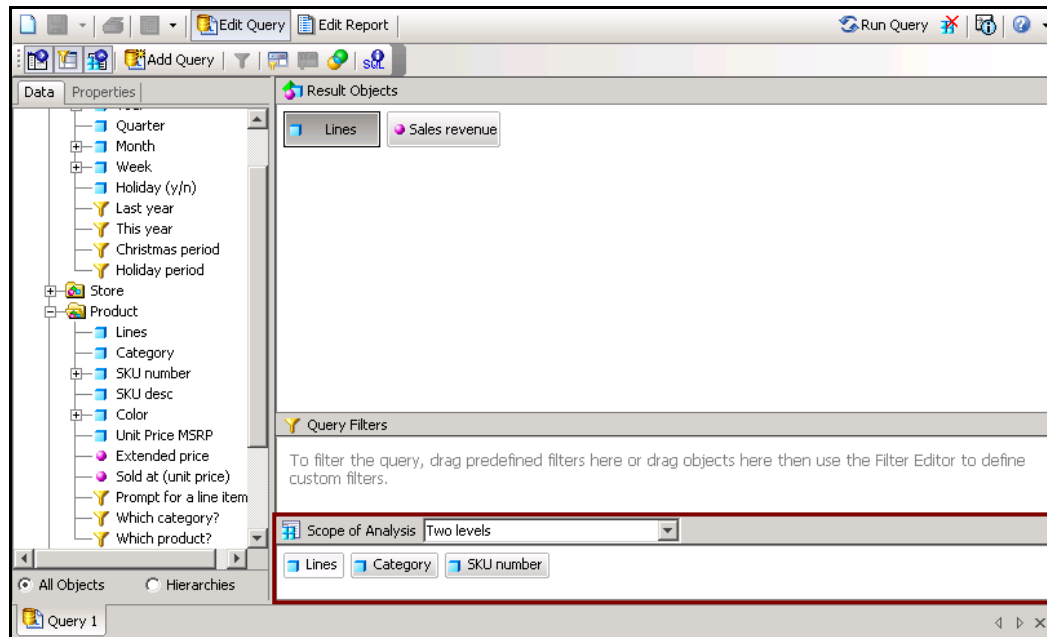 Edit Query
Edit Report
Run Query
Add Query
SQL
Data
Properties
Result Objects
Lines
Sales revenue
Quarter
Month
Week
Holiday (y/n)
Last year
This year
Christmas period
Holiday period
Store
Product
Lines
Category
SKU number
SKU desc
Color
Unit Price MSRP
Extended price
Sold at (unit price)
Prompt for a line item
Which category?
Which product?
Query Filters
To filter the query, drag predefined filters here or drag objects here then use the Filter Editor to define
custom filters.
Scope of Analysis
Two levels
Lines
Category
SKU number
All Objects
Hierarchies
Query 1